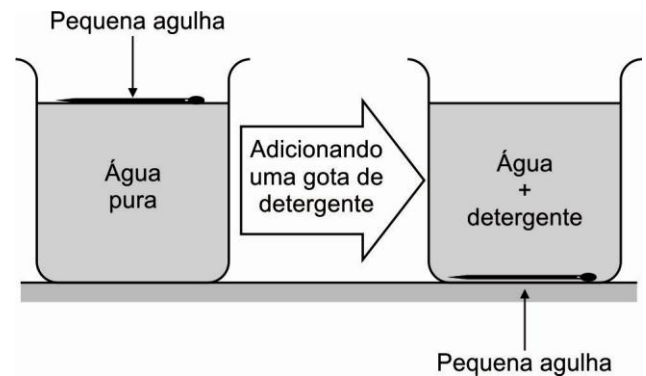 Pequena agulha
Água
pura
Adicionando
uma gota de
detergente
Água
+
detergente
Pequena agulha